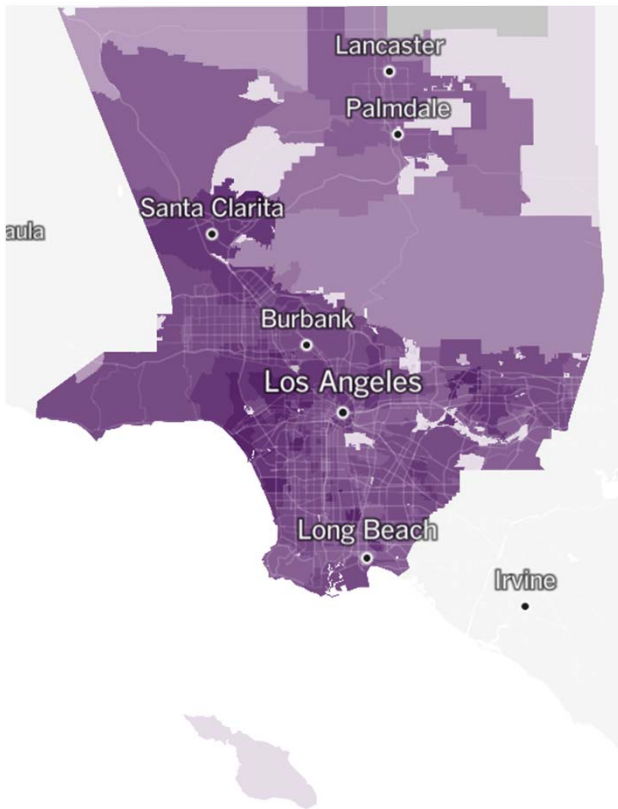 Lancaster
Palmdale
Santa Clarita
aula
Burbank
Los Angeles
Long Beach
Irvine